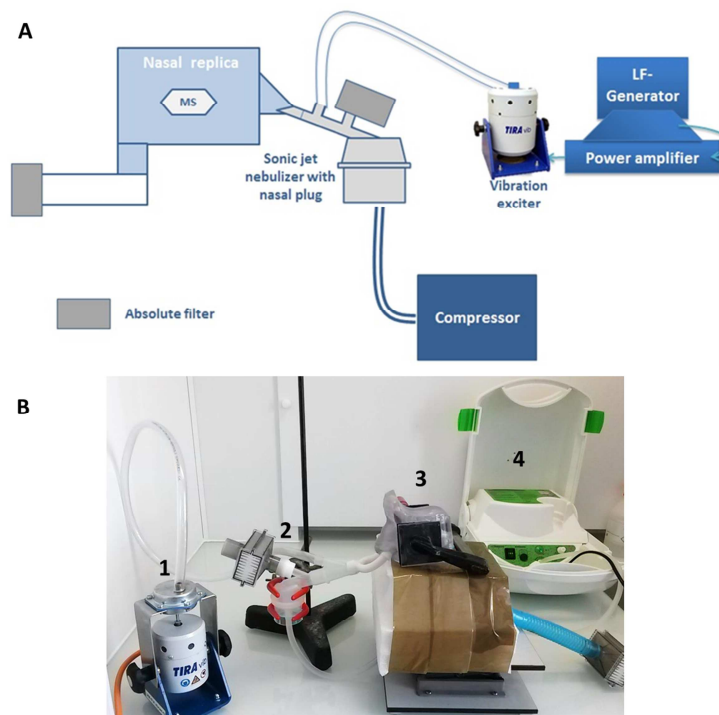 A
Nasal replica
MS
Sonic jet
nebulizer with
nasal plug
TIRA vib
Vibration
exciter
LF-
Generator
Power amplifier
Absolute filter
Compressor
B
1
2
3
4
TIRA vib